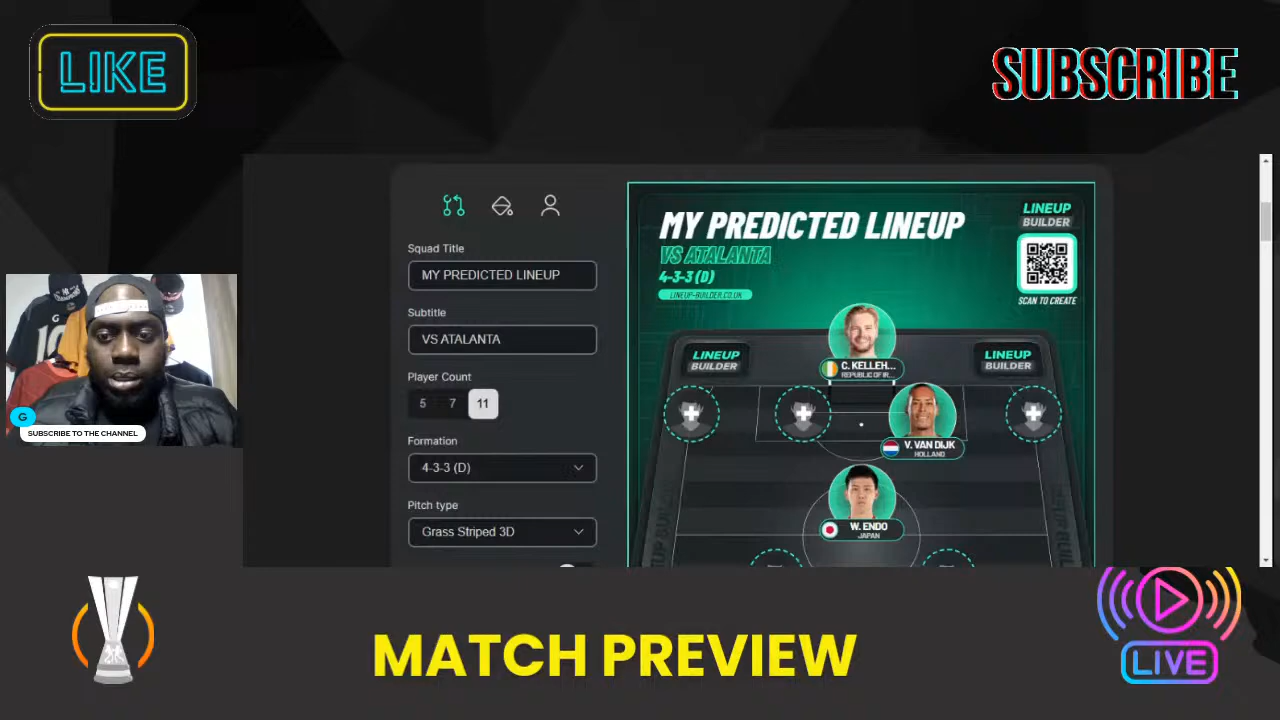 LIKE
SUBSCRIBE
Squad Title
MY PREDICTED LINEUP
Subtitle
VS ATALANTA
Player Count
5 7 11
Formation
4-3-3 (D)
Pitch type
Grass Striped 3D
MY PREDICTED LINEUP
VS ATALANTA
4-3-3 (D)
LINEUP-BUILDER.CO.UK
LINEUP
BUILDER
SCAN TO CREATE
LINEUP
BUILDER
LINEUP
BUILDER
C. KELLEH...
REPUBLIC OF IR...
V. VAN DIJK
HOLLAND
W. ENDO
JAPAN
G
SUBSCRIBE TO THE CHANNEL
MATCH PREVIEW
LIVE